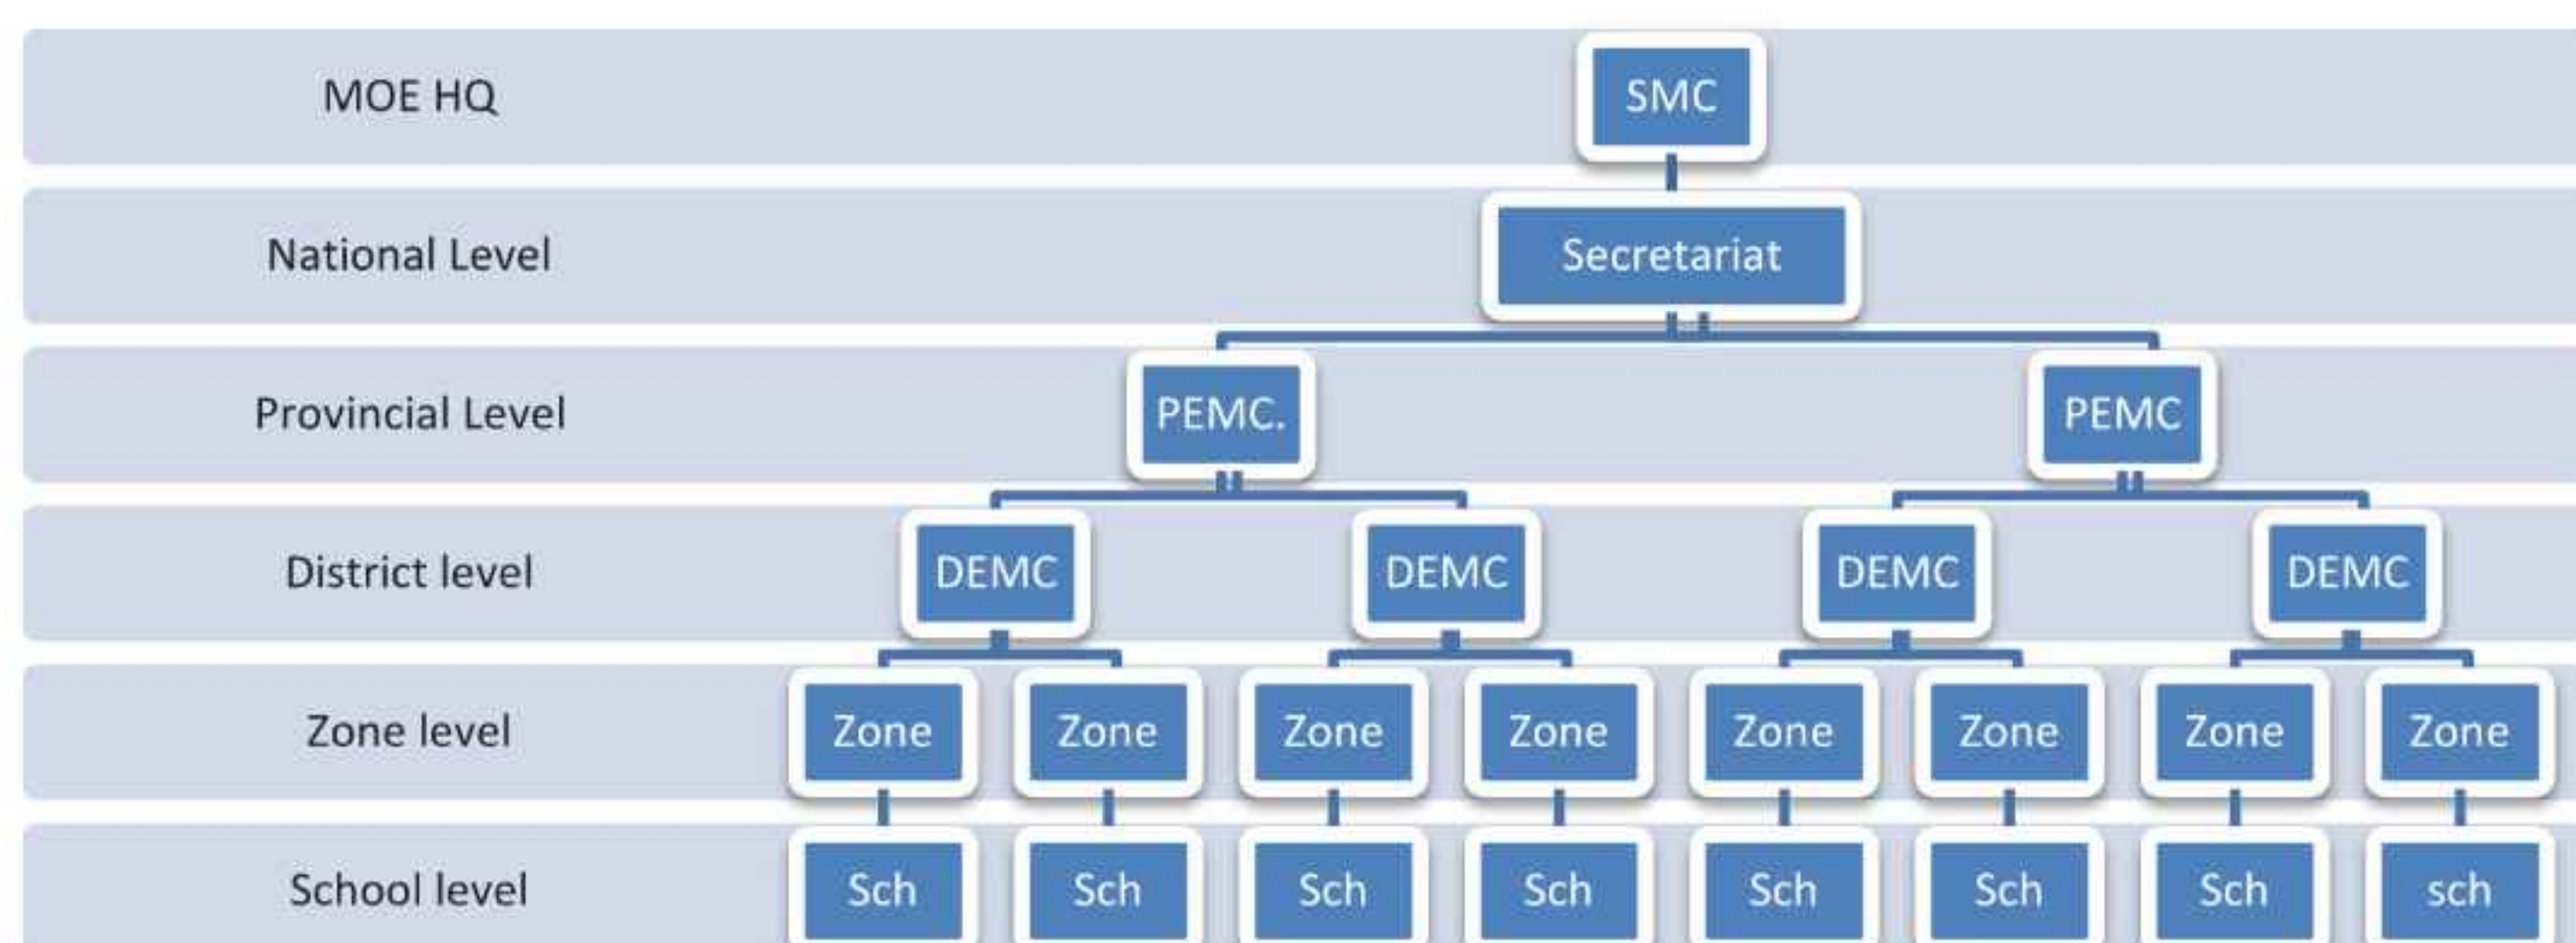 MOE HQ
SMC
National Level
Secretariat
Provincial Level
PEMC. PEMC
District level
DEMC DEMC DEMC DEMC
Zone level
Zone Zone Zone Zone Zone Zone Zone Zone
School level
Sch Sch Sch Sch Sch Sch Sch sch